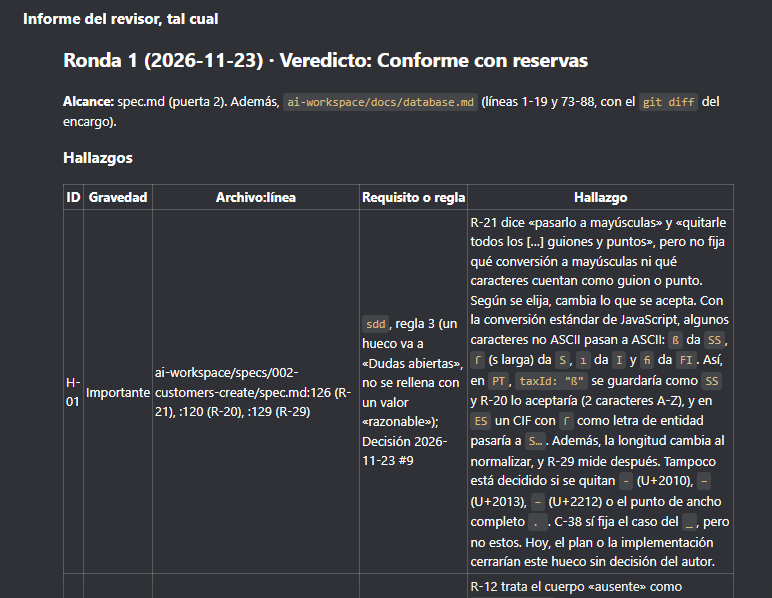 Informe del revisor, tal cual
Ronda 1 (2026-11-23) · Veredicto: Conforme con reservas
Alcance: spec.md (puerta 2). Además, ai-workspace/docs/database.md (líneas 1-19 y 73-88, con el git diff del
encargo).
Hallazgos
ID Gravedad Archivo:línea Requisito o regla Hallazgo
H-
01
Importante
ai-workspace/specs/002-
customers-create/spec.md:126 (R-
21), :120 (R-20), :129 (R-29)
sdd, regla 3 (un
hueco va a
«Dudas abiertas»,
no se rellena con
un valor
«razonable»);
Decisión 2026-
11-23 #9
R-21 dice «pasarlo a mayúsculas» y «quitarle
todos los [...] guiones y puntos», pero no fija
qué conversión a mayúsculas ni qué
caracteres cuentan como guion o punto.
Según se elija, cambia lo que se acepta. Con
la conversión estándar de JavaScript, algunos
caracteres no ASCII pasan a ASCII: ß da SS,
ſ (s larga) da S, ı da I y ﬁ da FI. Así,
en PT, taxId: "ß" se guardaría como SS
y R-20 lo aceptaría (2 caracteres A-Z), y en
ES un CIF con ſ como letra de entidad
pasaría a S…. Además, la longitud cambia al
normalizar, y R-29 mide después. Tampoco
está decidido si se quitan ‐ (U+2010), –
(U+2013), − (U+2212) o el punto de ancho
completo ．. C-38 sí fija el caso del _, pero
no estos. Hoy, el plan o la implementación
cerrarían este hueco sin decisión del autor.
R-12 trata el cuerpo «ausente» como